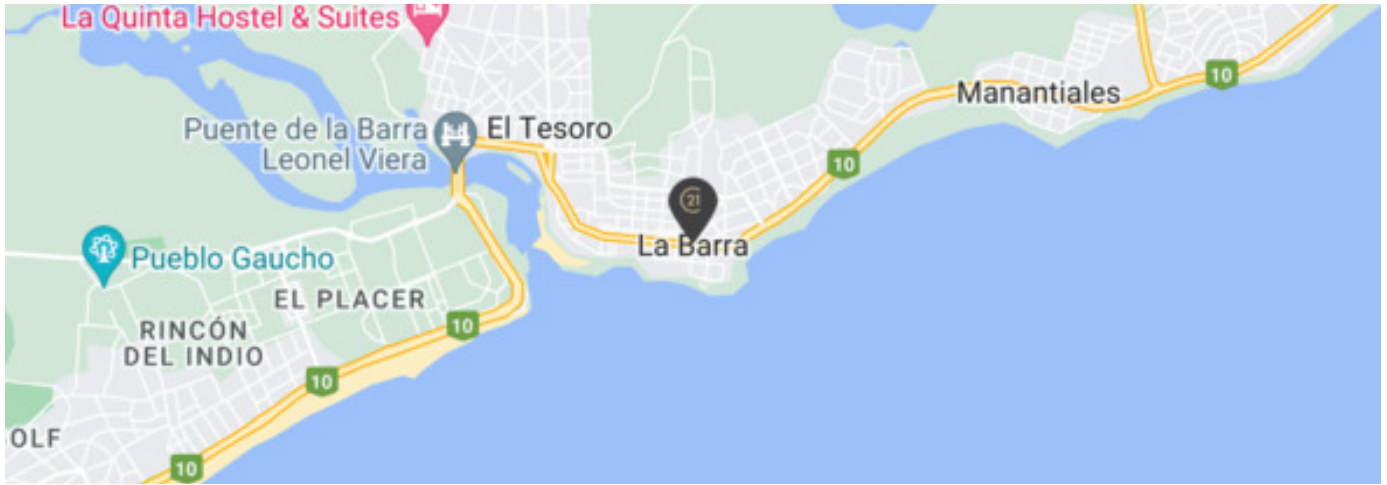 La Quinta Hostel & Suites
10
Manantiales
Puente de la Barra
Leonel Viera
El Tesoro
10
21
La Barra
Pueblo Gaucho
EL PLACER
RINCÓN
DEL INDIO
10
10
OLF
10